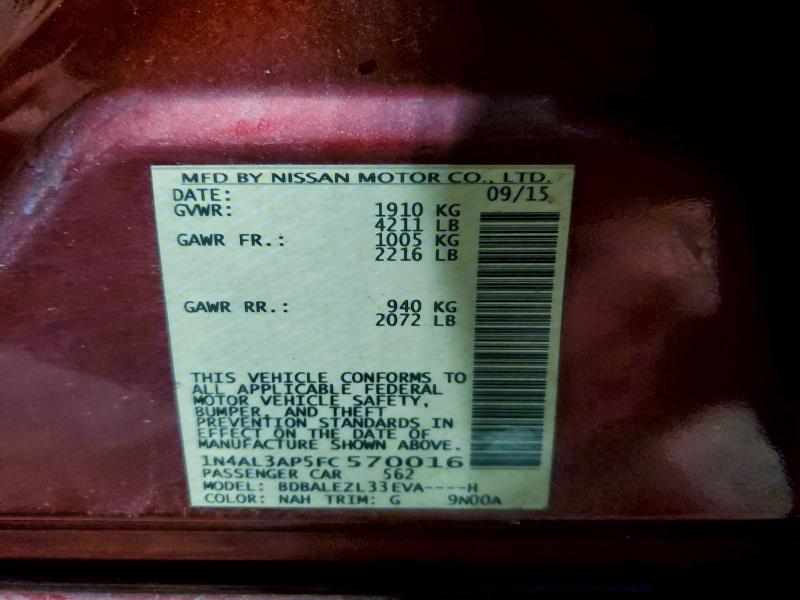 MFD BY NISSAN MOTOR CO., LTD.
DATE: 09/15
GVWR: 1910 KG
4211 LB
GAWR FR.: 1005 KG
2216 LB
GAWR RR.: 940 KG
2072 LB
THIS VEHICLE CONFORMS TO
ALL APPLICABLE FEDERAL
MOTOR VEHICLE SAFETY,
BUMPER, AND THEFT
PREVENTION STANDARDS IN
EFFECT ON THE DATE OF
MANUFACTURE SHOWN ABOVE.
1N4AL3AP5FC570016
PASSENGER CAR 562
MODEL: BDBALEZL33EVA----H
COLOR: NAH TRIM: G 9N00A